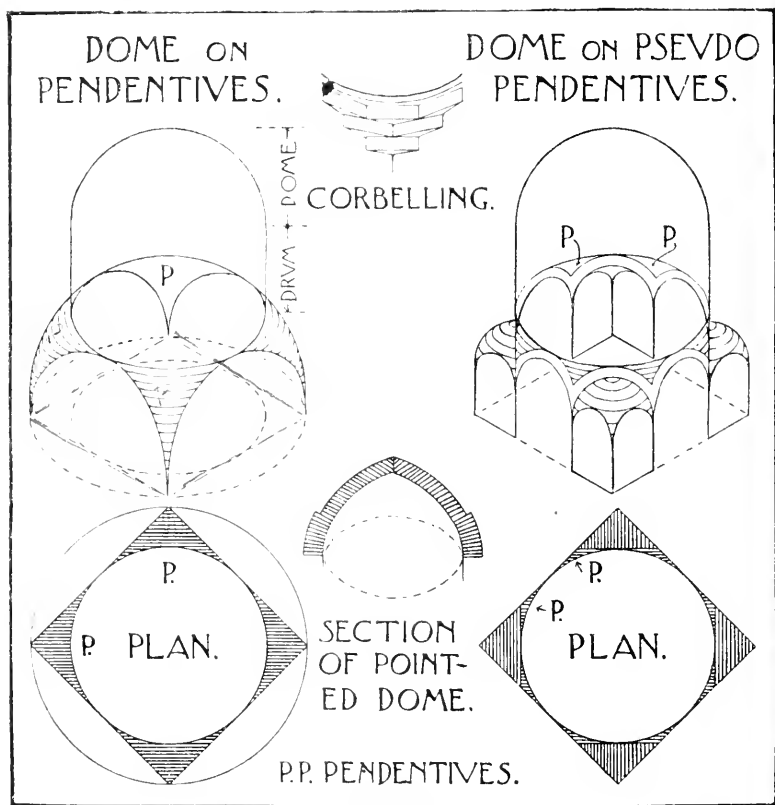 DOME ON
PENDENTIVES.
DOME ON PSEVDO
PENDENTIVES.
CORBELLING.
DOME
DRVM
P
P.
P.
P.
P.
PLAN.
SECTION
OF POINT-
ED DOME.
P.
P.
PLAN.
P.P. PENDENTIVES.